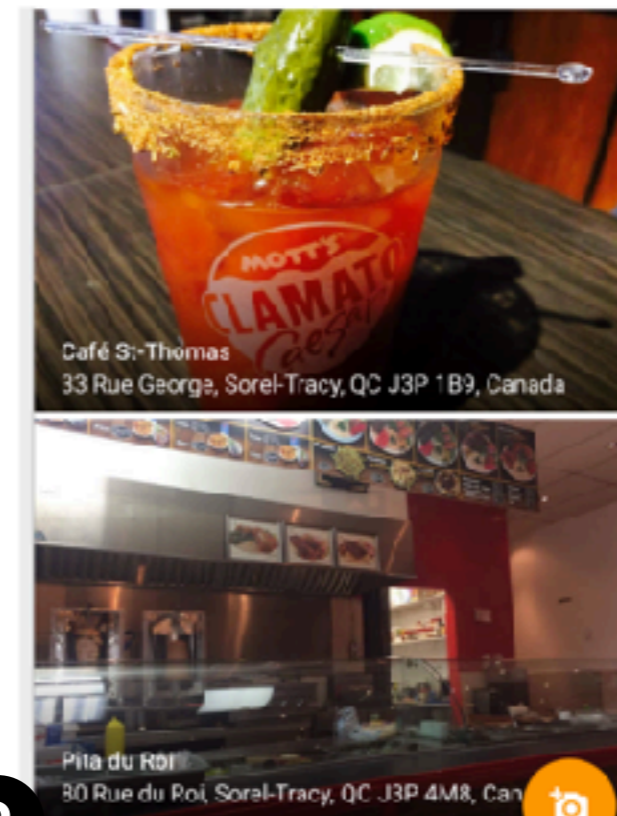 MOTT'S
CLAMATO
Caesar
Café St-Thomas
33 Rue George, Sorel-Tracy, QC J3P 1B9, Canada
Pita du Roi
80 Rue du Roi, Sorel-Tracy, QC J3P 4M8, Can